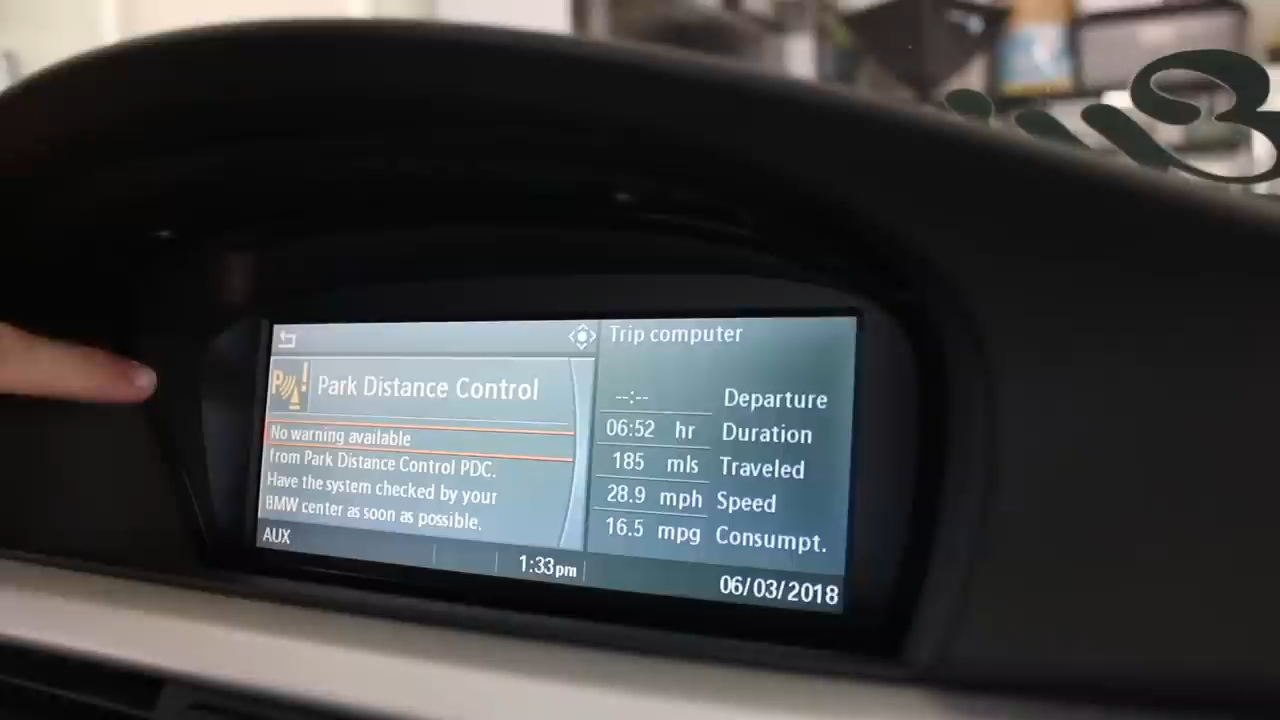 Park Distance Control
No warning available
from Park Distance Control PDC.
Have the system checked by your
BMW center as soon as possible.
AUX
1:33pm
Trip computer
--:-- Departure
06:52 hr Duration
185 mls Traveled
28.9 mph Speed
16.5 mpg Consumpt.
06/03/2018